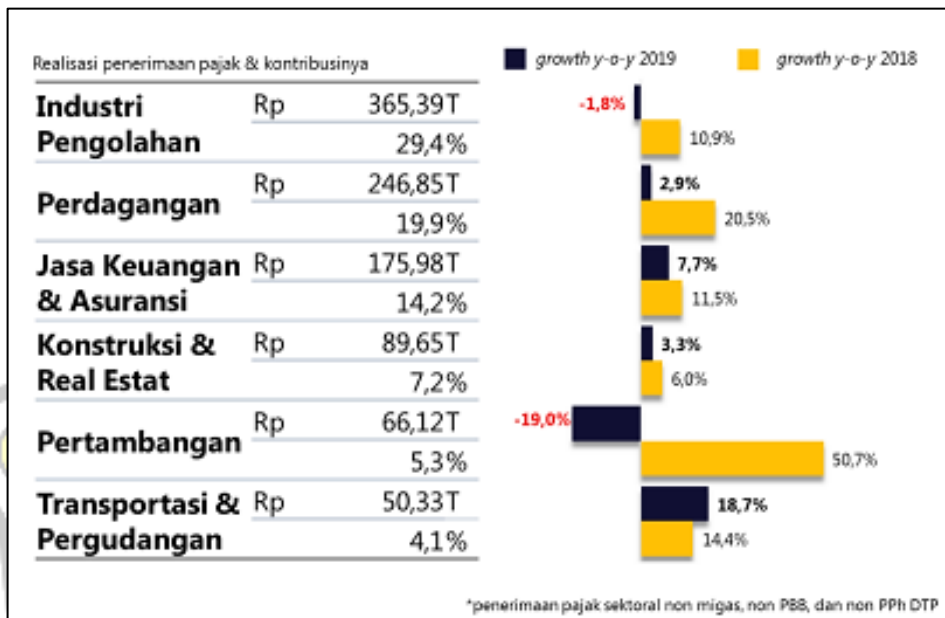 Realisasi penerimaan pajak & kontribusinya
growth y-o-y 2019
growth y-o-y 2018
Industri Pengolahan
Rp 365,39T
29,4%
-1,8%
10,9%
Perdagangan
Rp 246,85T
19,9%
2,9%
20,5%
Jasa Keuangan
& Asuransi
Rp 175,98T
14,2%
7,7%
11,5%
Konstruksi &
Real Estat
Rp 89,65T
7,2%
3,3%
6,0%
Pertambangan
Rp 66,12T
5,3%
-19,0%
50,7%
Transportasi &
Pergudangan
Rp 50,33T
4,1%
18,7%
14,4%
*penerimaan pajak sektoral non migas, non PBB, dan non PPh DTP